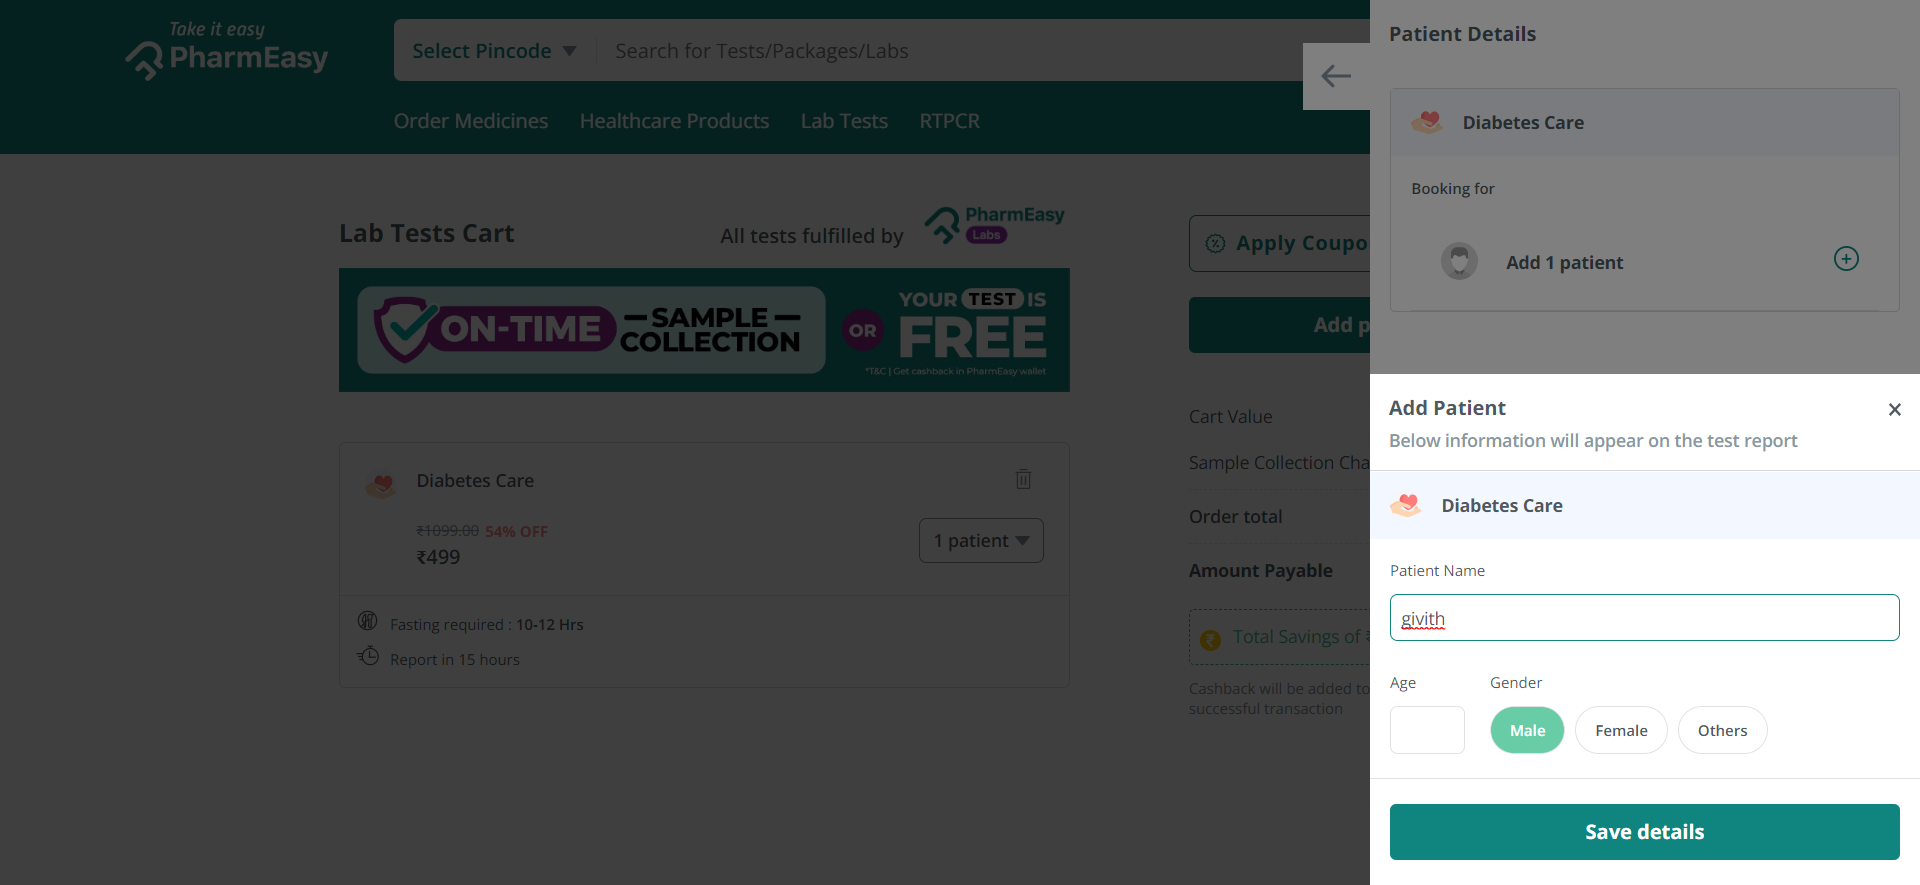 Take it easy
PharmEasy
Select Pincode
Search for Tests/Packages/Labs
Order Medicines
Healthcare Products
Lab Tests
RTPCR
Lab Tests Cart
All tests fulfilled by
PharmEasy
Labs
ON-TIME
SAMPLE
COLLECTION
OR
YOUR TEST IS
FREE
*T&C | Get cashback in PharmEasy wallet
Diabetes Care
₹1099.00 54% OFF
₹499
1 patient
Fasting required : 10-12 Hrs
Report in 15 hours
Apply Coupo
Add p
Cart Value
Sample Collection Cha
Order total
Amount Payable
Total Savings of ₹
Cashback will be added to
successful transaction
Patient Details
Diabetes Care
Booking for
Add 1 patient
Add Patient
Below information will appear on the test report
Diabetes Care
Patient Name
givith
Age
Gender
Male
Female
Others
Save details